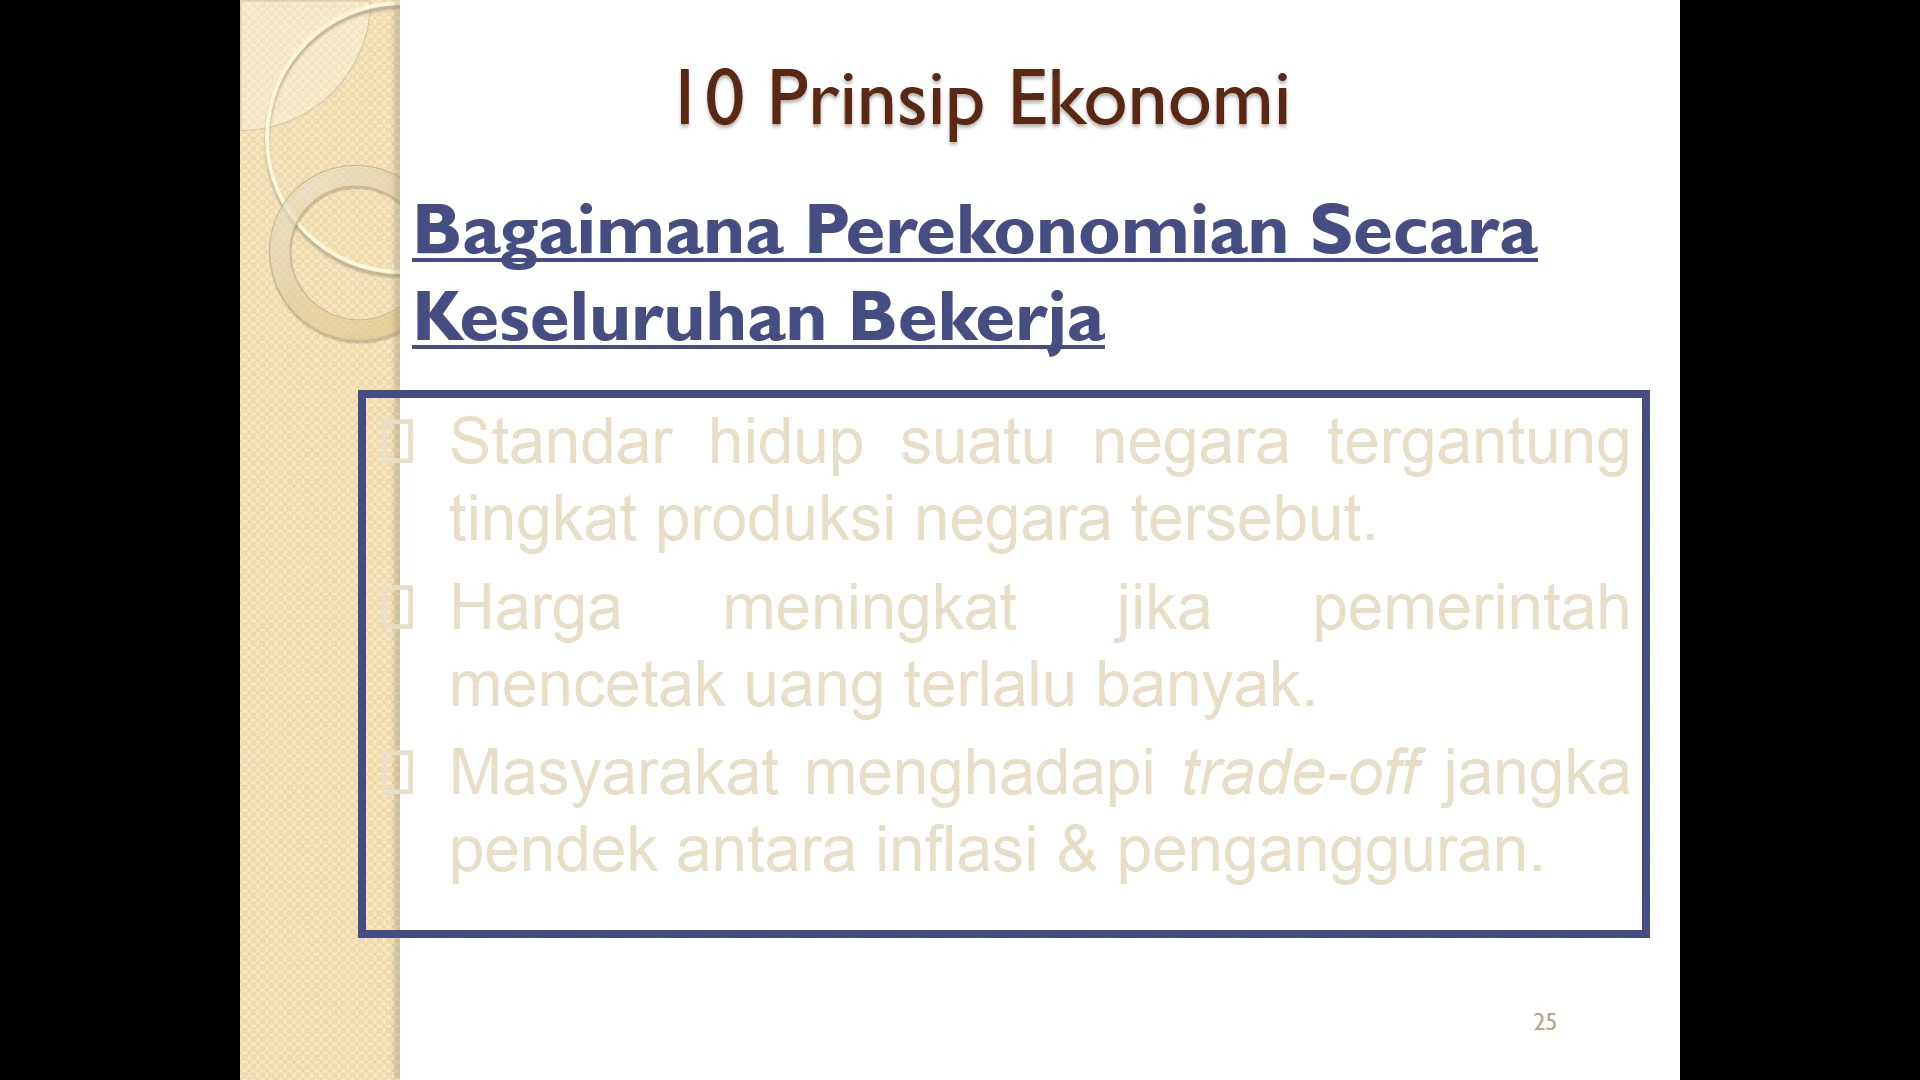 10 Prinsip Ekonomi
Bagaimana Perekonomian Secara
Keseluruhan Bekerja
Standar hidup suatu negara tergantung
tingkat produksi negara tersebut.
Harga meningkat jika pemerintah
mencetak uang terlalu banyak.
Masyarakat menghadapi trade-off jangka
pendek antara inflasi & pengangguran.
25